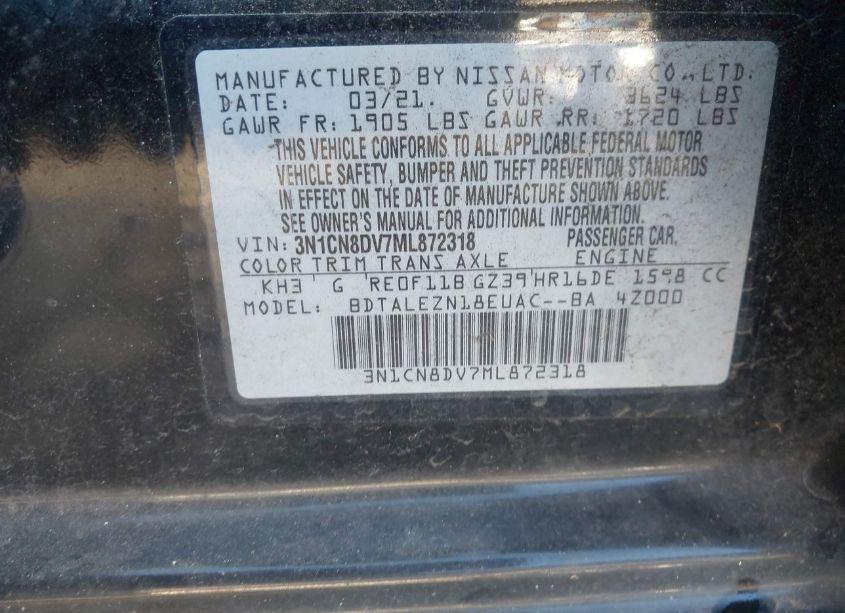 MANUFACTURED BY NISSAN MOTOR CO.,LTD.
DATE: 03/21. GVWR: 3624 LBS
GAWR FR: 1905 LBS GAWR RR: 1720 LBS
THIS VEHICLE CONFORMS TO ALL APPLICABLE FEDERAL MOTOR
VEHICLE SAFETY, BUMPER AND THEFT PREVENTION STANDARDS
IN EFFECT ON THE DATE OF MANUFACTURE SHOWN ABOVE.
SEE OWNER'S MANUAL FOR ADDITIONAL INFORMATION.
VIN: 3N1CN8DV7ML872318 PASSENGER CAR.
COLOR TRIM TRANS AXLE ENGINE
KH3 G RE0F11B GZ39 HR16DE 1598 CC
MODEL: BDTALEZN18EUAC--BA 4Z000
3N1CN8DV7ML872318